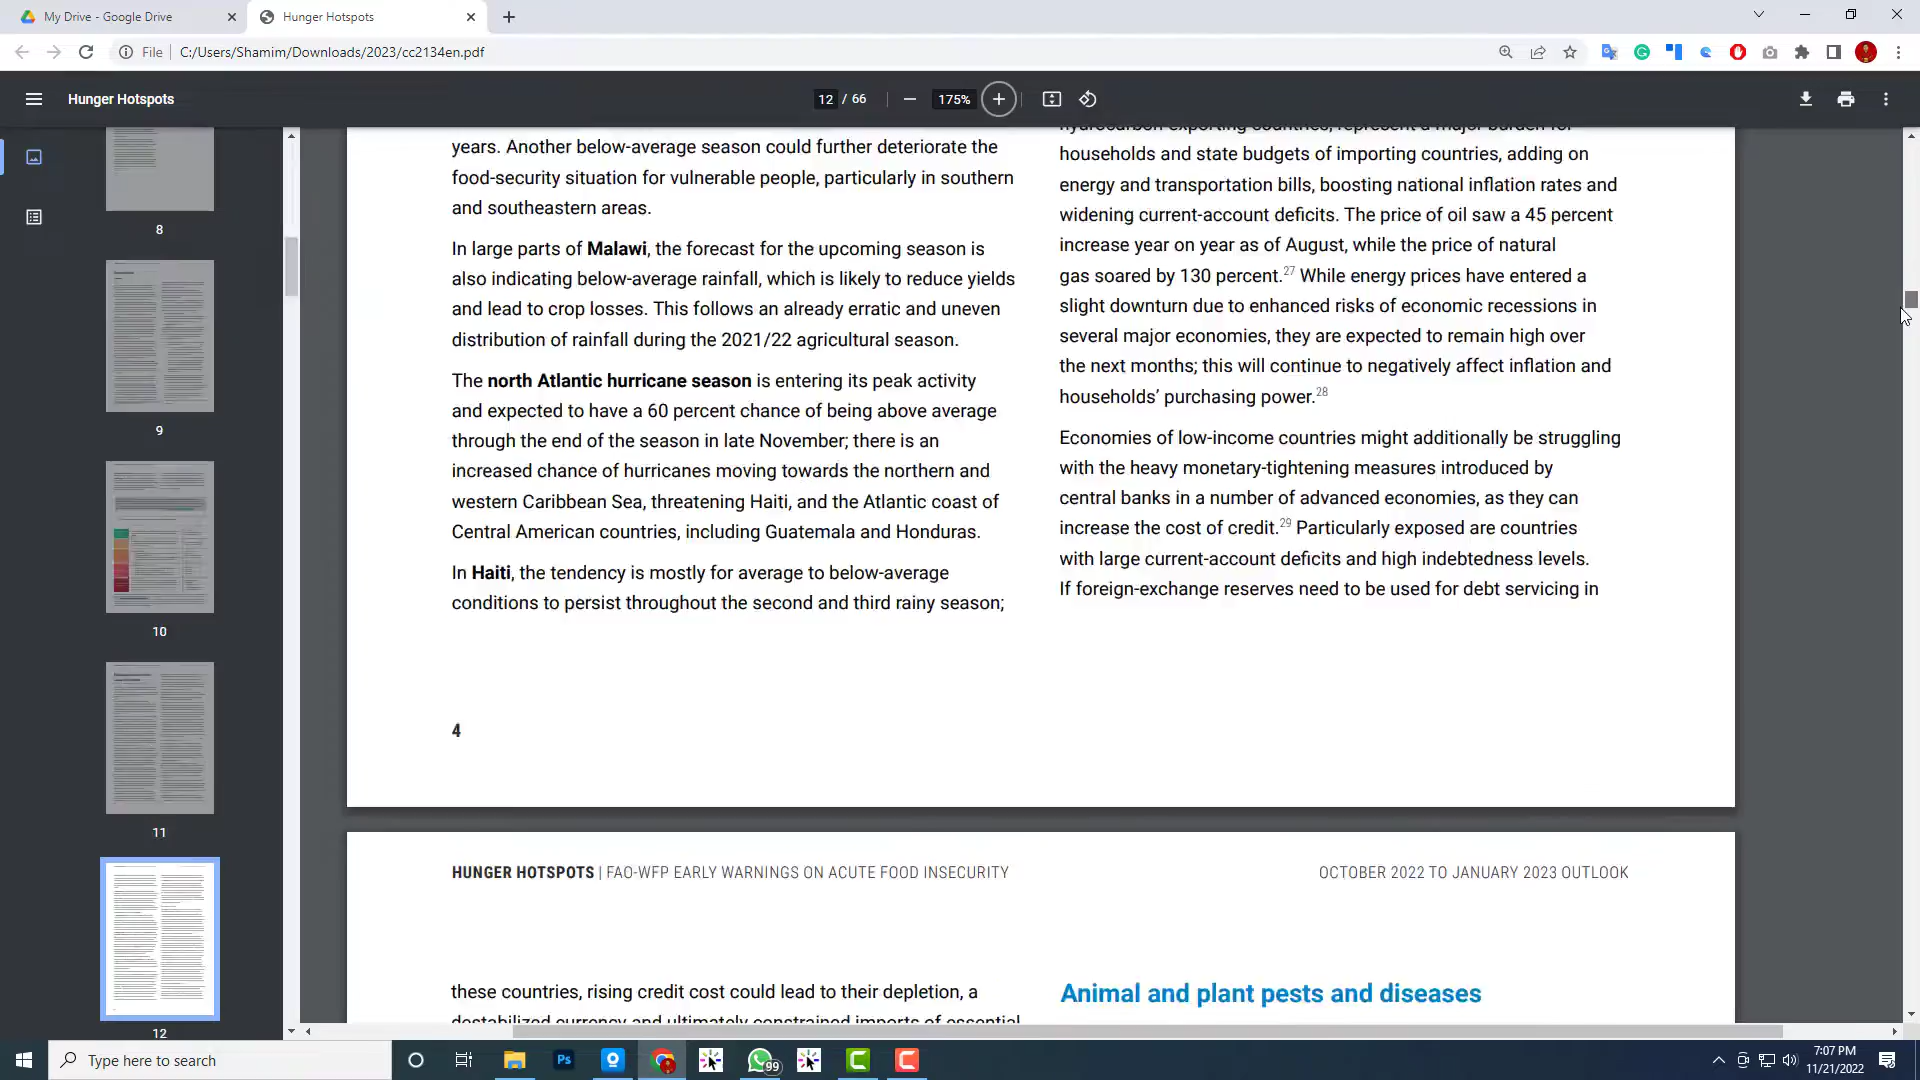 My Drive - Google Drive
Hunger Hotspots
File
C:/Users/Shamim/Downloads/2023/cc2134en.pdf
Hunger Hotspots
12 / 66
175%
8
9
10
11
12
years. Another below-average season could further deteriorate the
food-security situation for vulnerable people, particularly in southern
and southeastern areas.
In large parts of Malawi, the forecast for the upcoming season is
also indicating below-average rainfall, which is likely to reduce yields
and lead to crop losses. This follows an already erratic and uneven
distribution of rainfall during the 2021/22 agricultural season.
The north Atlantic hurricane season is entering its peak activity
and expected to have a 60 percent chance of being above average
through the end of the season in late November; there is an
increased chance of hurricanes moving towards the northern and
western Caribbean Sea, threatening Haiti, and the Atlantic coast of
Central American countries, including Guatemala and Honduras.
In Haiti, the tendency is mostly for average to below-average
conditions to persist throughout the second and third rainy season;
4
hydrocarbon-exporting countries, represent a major burden for
households and state budgets of importing countries, adding on
energy and transportation bills, boosting national inflation rates and
widening current-account deficits. The price of oil saw a 45 percent
increase year on year as of August, while the price of natural
gas soared by 130 percent.27 While energy prices have entered a
slight downturn due to enhanced risks of economic recessions in
several major economies, they are expected to remain high over
the next months; this will continue to negatively affect inflation and
households' purchasing power.28
Economies of low-income countries might additionally be struggling
with the heavy monetary-tightening measures introduced by
central banks in a number of advanced economies, as they can
increase the cost of credit.29 Particularly exposed are countries
with large current-account deficits and high indebtedness levels.
If foreign-exchange reserves need to be used for debt servicing in
HUNGER HOTSPOTS | FAO-WFP EARLY WARNINGS ON ACUTE FOOD INSECURITY
OCTOBER 2022 TO JANUARY 2023 OUTLOOK
these countries, rising credit cost could lead to their depletion, a
destabilized currency and ultimately constrained imports of essential
Animal and plant pests and diseases
Type here to search
Ps
99
7:07 PM
11/21/2022